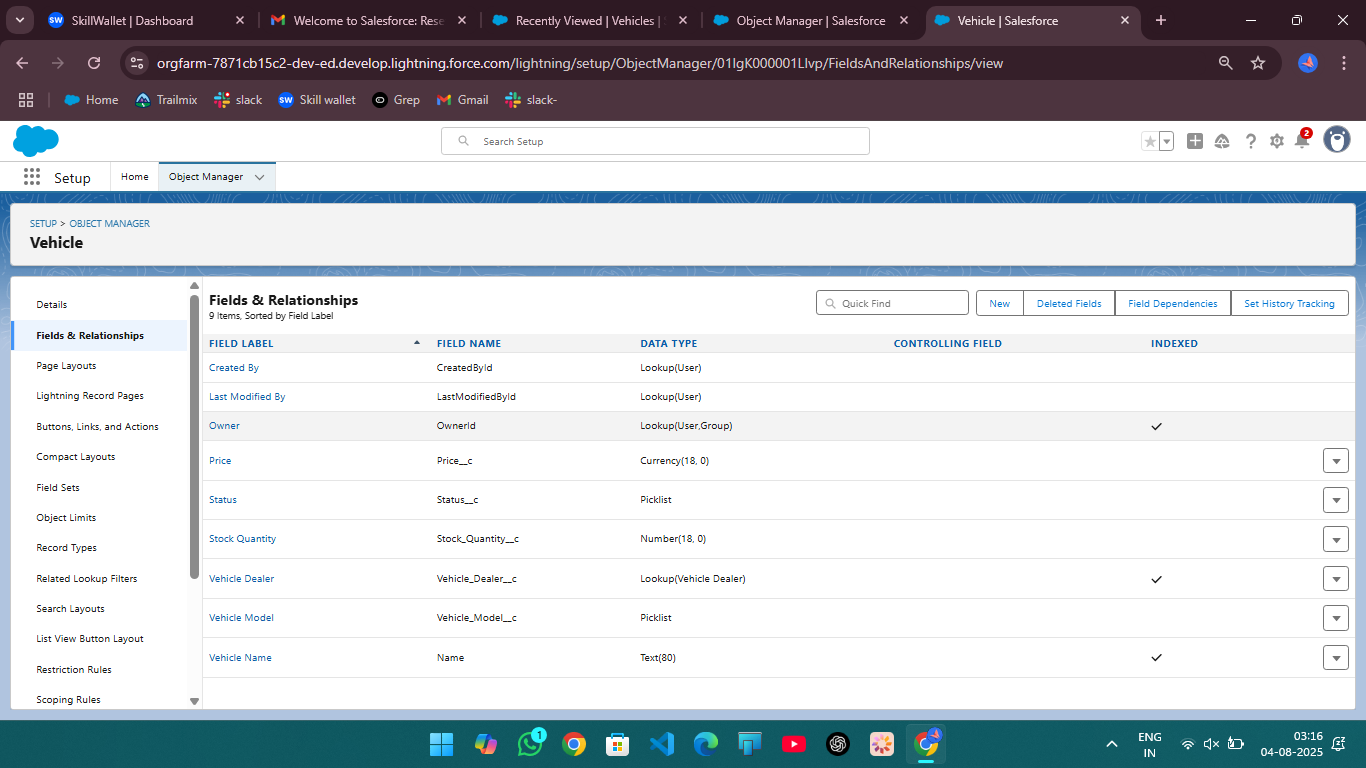 SkillWallet | Dashboard
Welcome to Salesforce: Rese
Recently Viewed | Vehicles |
Object Manager | Salesforce
Vehicle | Salesforce
orgfarm-7871cb15c2-dev-ed.develop.lightning.force.com/lightning/setup/ObjectManager/01IgK000001LIvp/FieldsAndRelationships/view
Home
Trailmix
slack
SW
Skill wallet
Grep
Gmail
slack-
Search Setup
2
Setup
Home
Object Manager
SETUP > OBJECT MANAGER
Vehicle
Details
Fields & Relationships
Page Layouts
Lightning Record Pages
Buttons, Links, and Actions
Compact Layouts
Field Sets
Object Limits
Record Types
Related Lookup Filters
Search Layouts
List View Button Layout
Restriction Rules
Scoping Rules
Fields & Relationships
9 Items, Sorted by Field Label
Quick Find
New
Deleted Fields
Field Dependencies
Set History Tracking
FIELD LABEL FIELD NAME DATA TYPE CONTROLLING FIELD INDEXED
Created By CreatedById Lookup(User)
Last Modified By LastModifiedById Lookup(User)
Owner OwnerId Lookup(User,Group)
Price Price__c Currency(18, 0)
Status Status__c Picklist
Stock Quantity Stock_Quantity__c Number(18, 0)
Vehicle Dealer Vehicle_Dealer__c Lookup(Vehicle Dealer)
Vehicle Model Vehicle_Model__c Picklist
Vehicle Name Name Text(80)
1
ENG
IN
03:16
04-08-2025